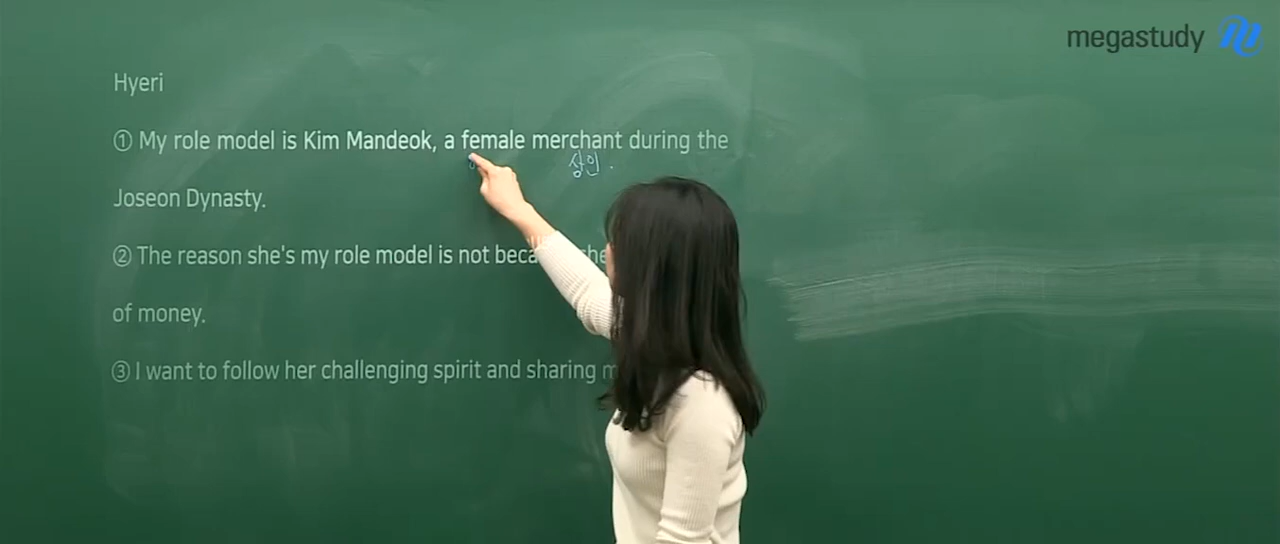 megastudy
Hyeri
① My role model is Kim Mandeok, a female merchant during the
상인.
Joseon Dynasty.
② The reason she's my role model is not
of money.
③ I want to follow her challenging spirit and sharing